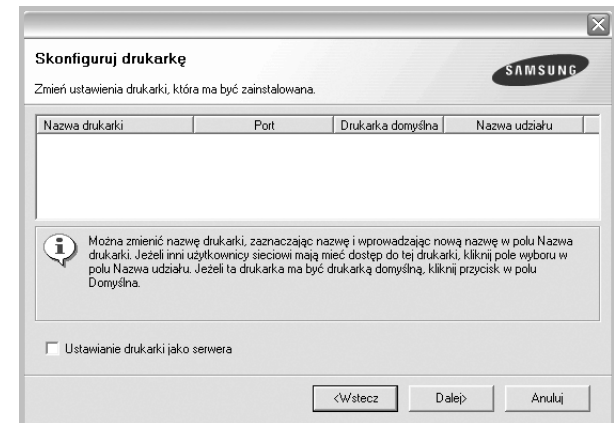 Skonfiguruj drukarkę
SAMSUNG
Zmień ustawienia drukarki, która ma być zainstalowana.
Nazwa drukarki Port Drukarka domyślna Nazwa udziału
Można zmienić nazwę drukarki, zaznaczając nazwę i wprowadzając nową nazwę w polu Nazwa
drukarki. Jeżeli inni użytkownicy sieciowi mają mieć dostęp do tej drukarki, kliknij pole wyboru w
polu Nazwa udziału. Jeżeli ta drukarka ma być drukarką domyślną, kliknij przycisk w polu
Domyślna.
Ustawianie drukarki jako serwera
<Wstecz Dalej> Anuluj